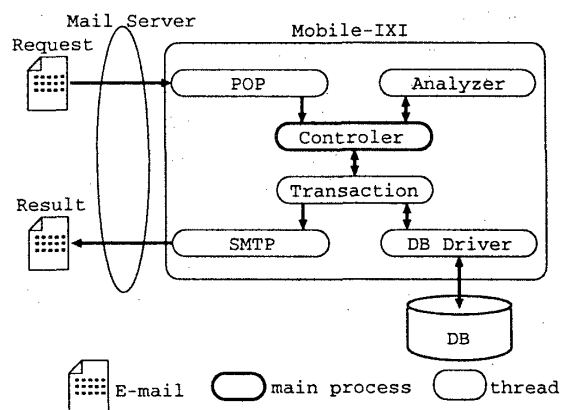 Mail Server
Request
Mobile-IXI
POP
Analyzer
Controler
Transaction
Result
SMTP
DB Driver
DB
E-mail
main process
thread